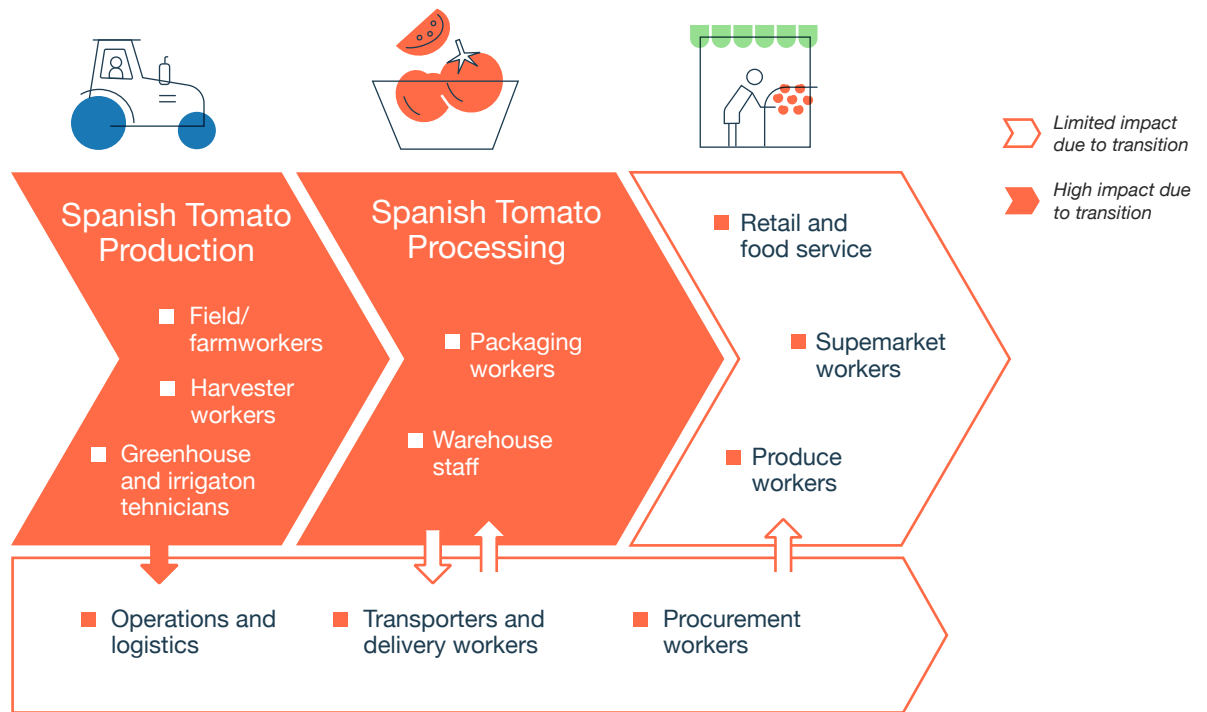 Limited impact
due to transition
High impact due
to transition
Spanish Tomato
Production
Field/
farmworkers
Harvester
workers
Greenhouse
and irrigaton
tehnicians
Spanish Tomato
Processing
Packaging
workers
Warehouse
staff
Retail and
food service
Supemarket
workers
Produce
workers
Operations and
logistics
Transporters and
delivery workers
Procurement
workers